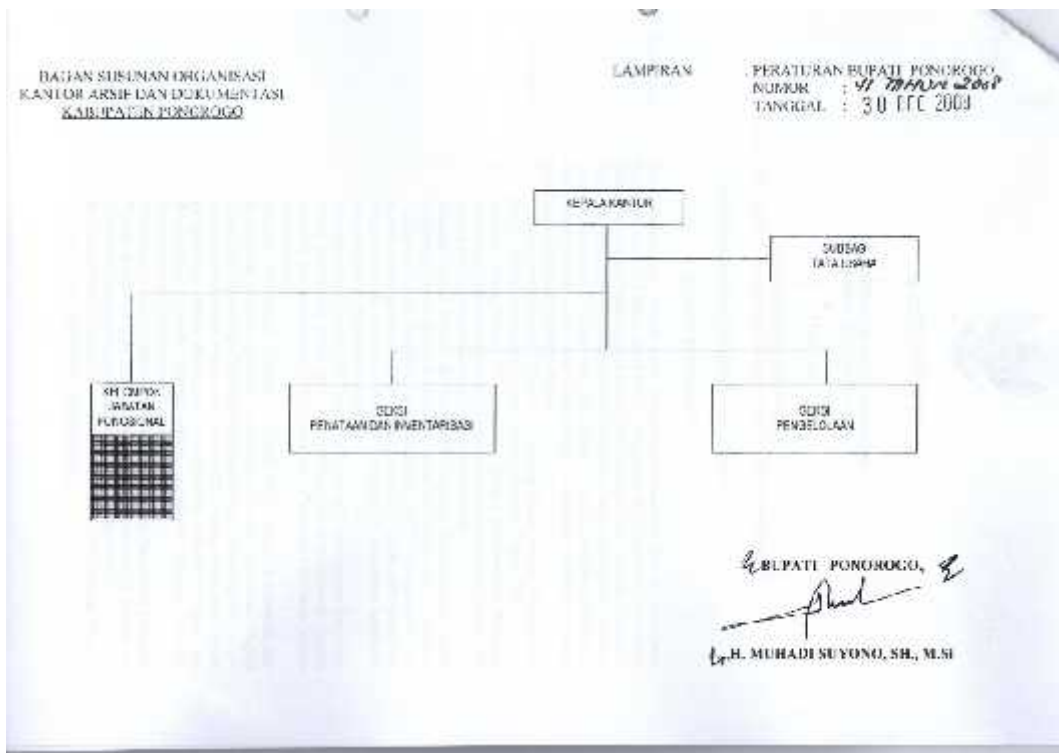 BAGAN SUSUNAN ORGANISASI
KANTOR ARSIP DAN DOKUMENTASI
KABUPATEN PONOROGO
LAMPIRAN
: PERATURAN BUPATI PONOROGO
NOMOR : 41 TAHUN 2008
TANGGAL : 30 DEC 2008
KEPALA KANTOR
SUBBAG
TATA USAHA
KELOMPOK
JABATAN
FUNGSIONAL
SEKSI
PENATAAN DAN INVENTARISASI
SEKSI
PENGELOLAAN
BUPATI PONOROGO,
H. MUHADI SUYONO, SH., M.Si